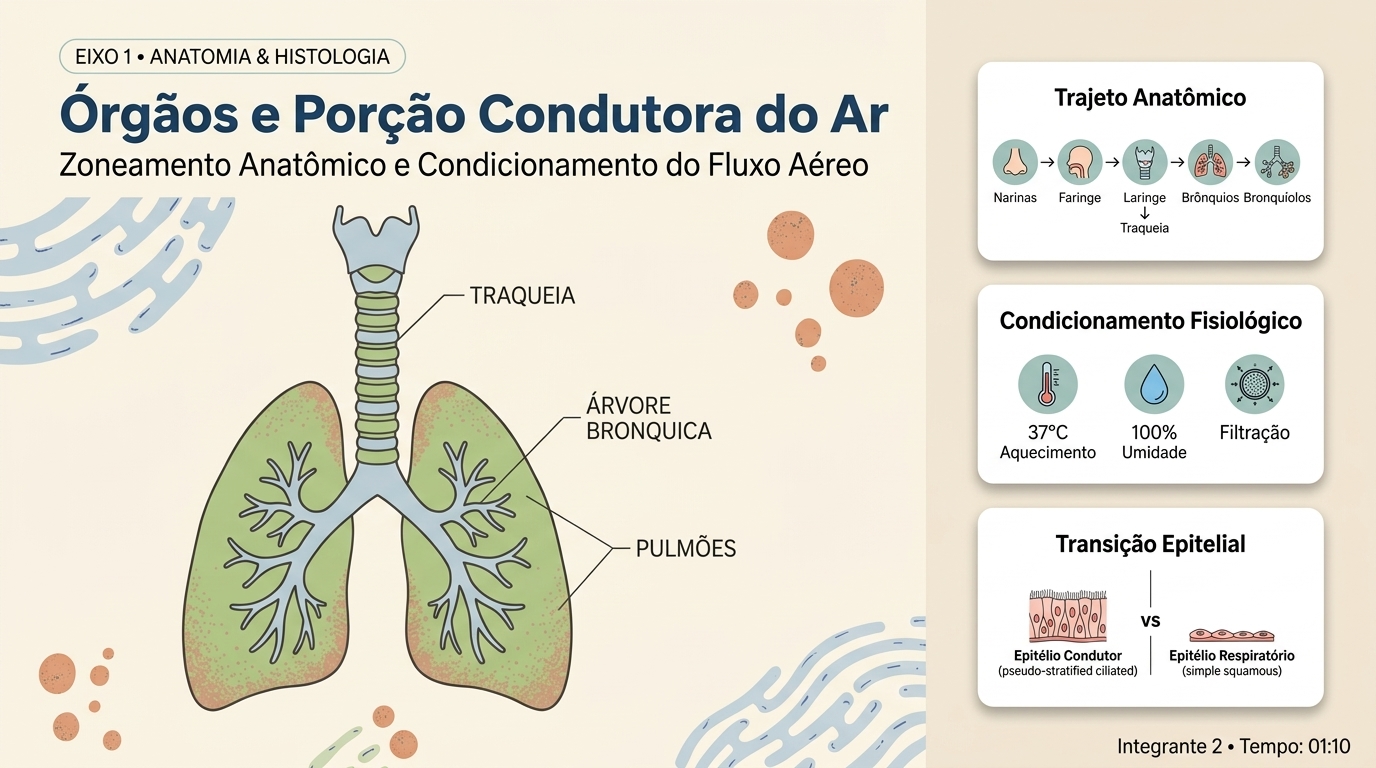 EIXO 1 • ANATOMIA & HISTOLOGIA
Órgãos e Porção Condutora do Ar
Zoneamento Anatômico e Condicionamento do Fluxo Aéreo
TRAQUEIA
ÁRVORE
BRONQUICA
PULMÕES
Trajeto Anatômico
Narinas
Faringe
Laringe
Brônquios
Bronquíolos
Traqueia
Condicionamento Fisiológico
37°C
Aquecimento
100%
Umidade
Filtração
Transição Epitelial
VS
Epitélio Condutor
(pseudo-stratified ciliated)
Epitélio Respiratório
(simple squamous)
Integrante 2 • Tempo: 01:10